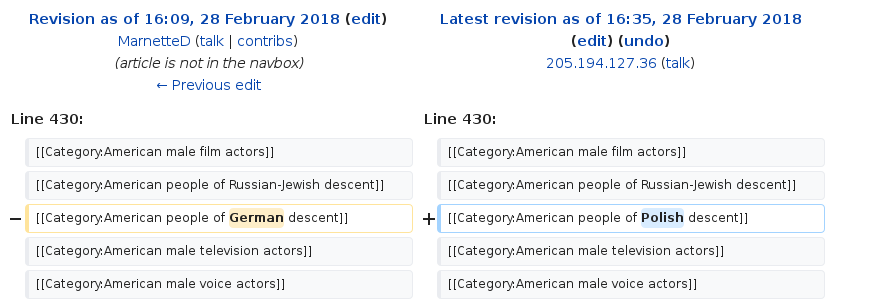 Revision as of 16:09, 28 February 2018 (edit)
MarnetteD (talk | contribs)
(article is not in the navbox)
← Previous edit
Latest revision as of 16:35, 28 February 2018
(edit) (undo)
205.194.127.36 (talk)
Line 430:
Line 430:
[[Category:American male film actors]]
[[Category:American male film actors]]
[[Category:American people of Russian-Jewish descent]]
[[Category:American people of Russian-Jewish descent]]
− [[Category:American people of German descent]]
+ [[Category:American people of Polish descent]]
[[Category:American male television actors]]
[[Category:American male television actors]]
[[Category:American male voice actors]]
[[Category:American male voice actors]]